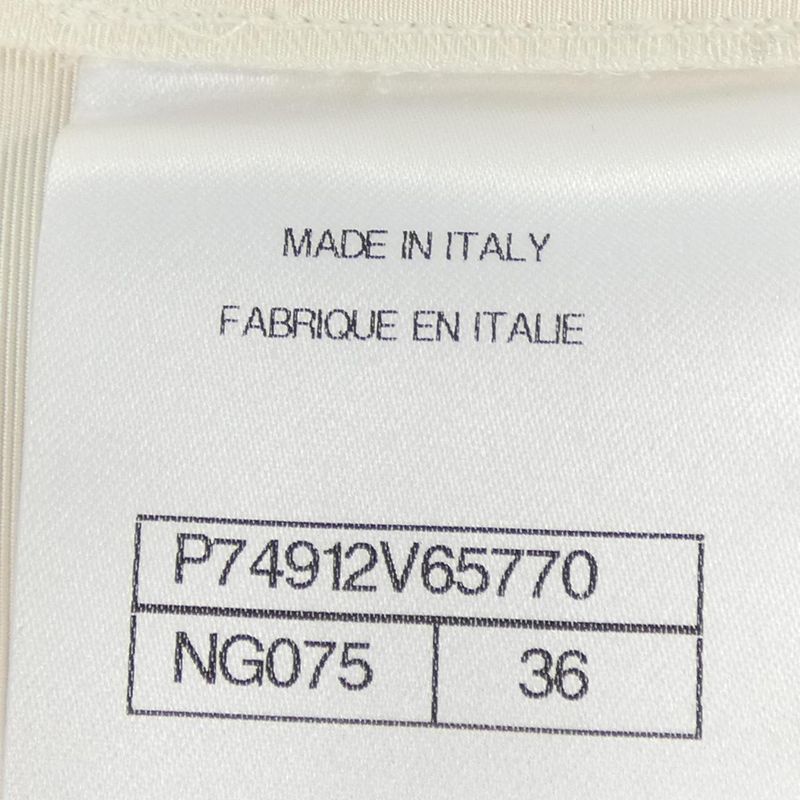 MADE IN ITALY
FABRIQUE EN ITALIE
P74912V65770
NG075 36